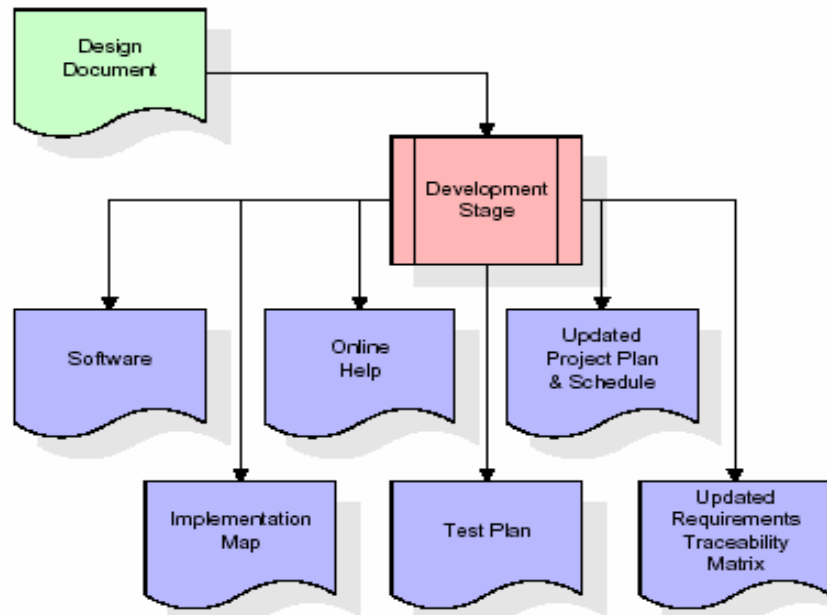 Design
Document
Development
Stage
Software
Online
Help
Updated
Project Plan
& Schedule
Implementation
Map
Test Plan
Updated
Requirements
Traceability
Matrix